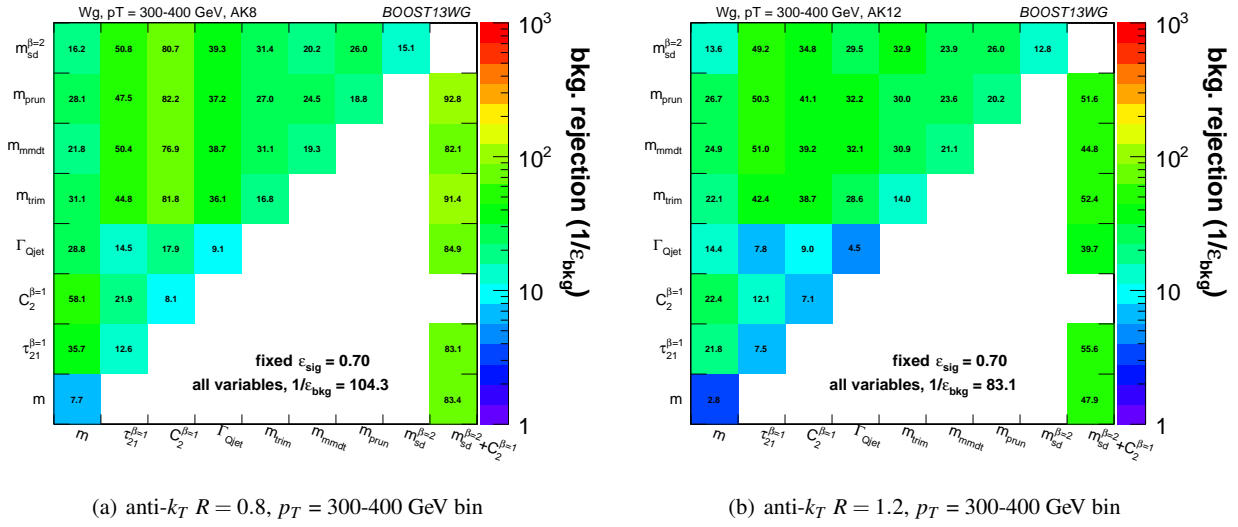 Wg, pT = 300-400 GeV, AK8 BOOST13WG
m_sd^β=2 16.2 50.8 80.7 39.3 31.4 20.2 26.0 15.1
m_prun 28.1 47.5 82.2 37.2 27.0 24.5 18.8 92.8
m_mmdt 21.8 50.4 76.9 38.7 31.1 19.3 82.1
m_trim 31.1 44.8 81.8 36.1 16.8 91.4
Γ_Qjet 28.8 14.5 17.9 9.1 84.9
C_2^β=1 58.1 21.9 8.1
τ_21^β=1 35.7 12.6 83.1
fixed ε_sig = 0.70
all variables, 1/ε_bkg = 104.3
m 7.7 83.4
m τ_21^β=1 C_2^β=1 Γ_Qjet m_trim m_mmdt m_prun m_sd^β=2 m_sd^β=2+C_2^β=1
10^3
10^2
10
1
bkg. rejection (1/ε_bkg)
(a) anti-k_T R = 0.8, p_T = 300-400 GeV bin
Wg, pT = 300-400 GeV, AK12 BOOST13WG
m_sd^β=2 13.6 49.2 34.8 29.5 32.9 23.9 26.0 12.8
m_prun 26.7 50.3 41.1 32.2 30.0 23.6 20.2 51.6
m_mmdt 24.9 51.0 39.2 32.1 30.9 21.1 44.8
m_trim 22.1 42.4 38.7 28.6 14.0 52.4
Γ_Qjet 14.4 7.8 9.0 4.5 39.7
C_2^β=1 22.4 12.1 7.1
τ_21^β=1 21.8 7.5 55.6
fixed ε_sig = 0.70
all variables, 1/ε_bkg = 83.1
m 2.8 47.9
m τ_21^β=1 C_2^β=1 Γ_Qjet m_trim m_mmdt m_prun m_sd^β=2 m_sd^β=2+C_2^β=1
10^3
10^2
10
1
bkg. rejection (1/ε_bkg)
(b) anti-k_T R = 1.2, p_T = 300-400 GeV bin